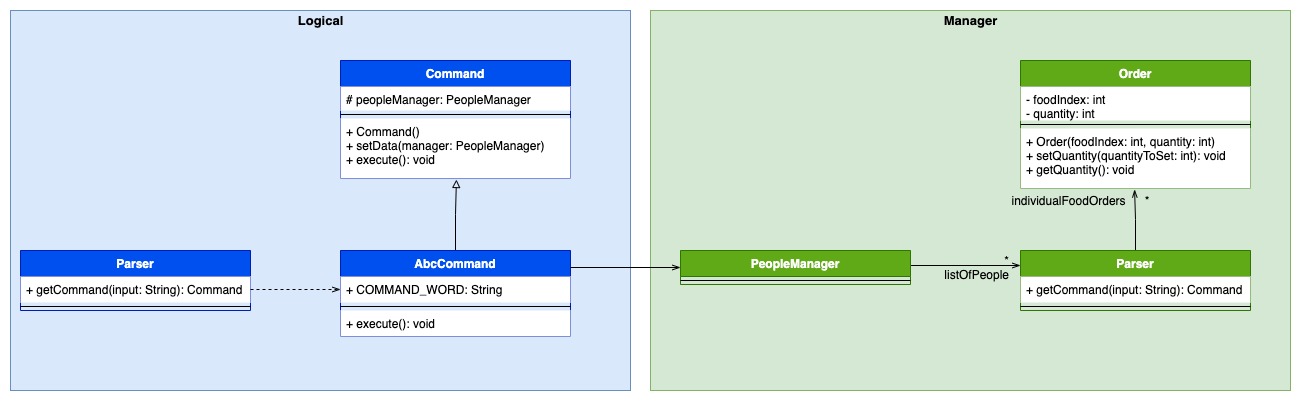 Logical
Command
# peopleManager: PeopleManager
+ Command()
+ setData(manager: PeopleManager)
+ execute(): void
Parser
+ getCommand(input: String): Command
AbcCommand
+ COMMAND_WORD: String
+ execute(): void
Manager
Order
- foodIndex: int
- quantity: int
+ Order(foodIndex: int, quantity: int)
+ setQuantity(quantityToSet: int): void
+ getQuantity(): void
individualFoodOrders *
PeopleManager
*
listOfPeople
Parser
+ getCommand(input: String): Command